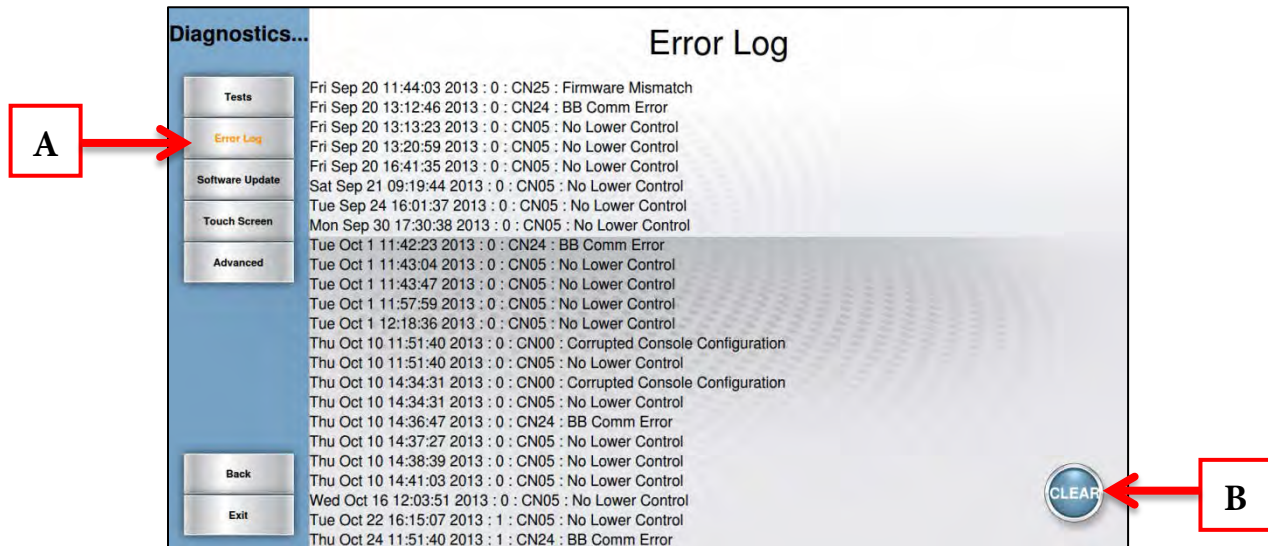 Diagnostics...
Error Log
Tests
Error Log
Software Update
Touch Screen
Advanced
Back
Exit
A
Fri Sep 20 11:44:03 2013 : 0 : CN25 : Firmware Mismatch
Fri Sep 20 13:12:46 2013 : 0 : CN24 : BB Comm Error
Fri Sep 20 13:13:23 2013 : 0 : CN05 : No Lower Control
Fri Sep 20 13:20:59 2013 : 0 : CN05 : No Lower Control
Fri Sep 20 16:41:35 2013 : 0 : CN05 : No Lower Control
Sat Sep 21 09:19:44 2013 : 0 : CN05 : No Lower Control
Tue Sep 24 16:01:37 2013 : 0 : CN05 : No Lower Control
Mon Sep 30 17:30:38 2013 : 0 : CN05 : No Lower Control
Tue Oct 1 11:42:23 2013 : 0 : CN24 : BB Comm Error
Tue Oct 1 11:43:04 2013 : 0 : CN05 : No Lower Control
Tue Oct 1 11:43:47 2013 : 0 : CN05 : No Lower Control
Tue Oct 1 11:57:59 2013 : 0 : CN05 : No Lower Control
Tue Oct 1 12:18:36 2013 : 0 : CN05 : No Lower Control
Thu Oct 10 11:51:40 2013 : 0 : CN00 : Corrupted Console Configuration
Thu Oct 10 11:51:40 2013 : 0 : CN05 : No Lower Control
Thu Oct 10 14:34:31 2013 : 0 : CN00 : Corrupted Console Configuration
Thu Oct 10 14:34:31 2013 : 0 : CN05 : No Lower Control
Thu Oct 10 14:36:47 2013 : 0 : CN24 : BB Comm Error
Thu Oct 10 14:37:27 2013 : 0 : CN05 : No Lower Control
Thu Oct 10 14:38:39 2013 : 0 : CN05 : No Lower Control
Thu Oct 10 14:41:03 2013 : 0 : CN05 : No Lower Control
Wed Oct 16 12:03:51 2013 : 0 : CN05 : No Lower Control
Tue Oct 22 16:15:07 2013 : 1 : CN05 : No Lower Control
Thu Oct 24 11:51:40 2013 : 1 : CN24 : BB Comm Error
CLEAR
B